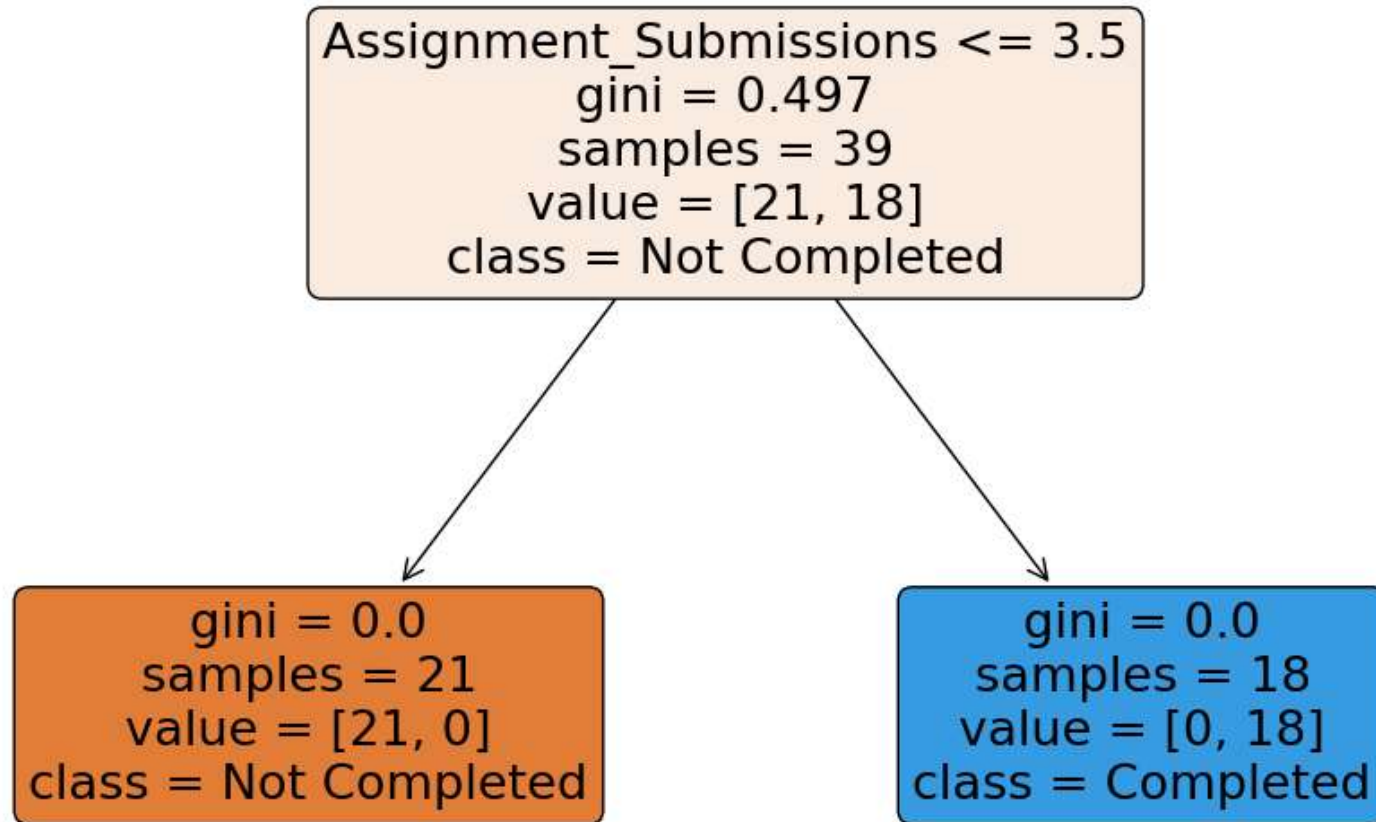 Assignment_Submissions <= 3.5
gini = 0.497
samples = 39
value = [21, 18]
class = Not Completed
gini = 0.0
samples = 21
value = [21, 0]
class = Not Completed
gini = 0.0
samples = 18
value = [0, 18]
class = Completed